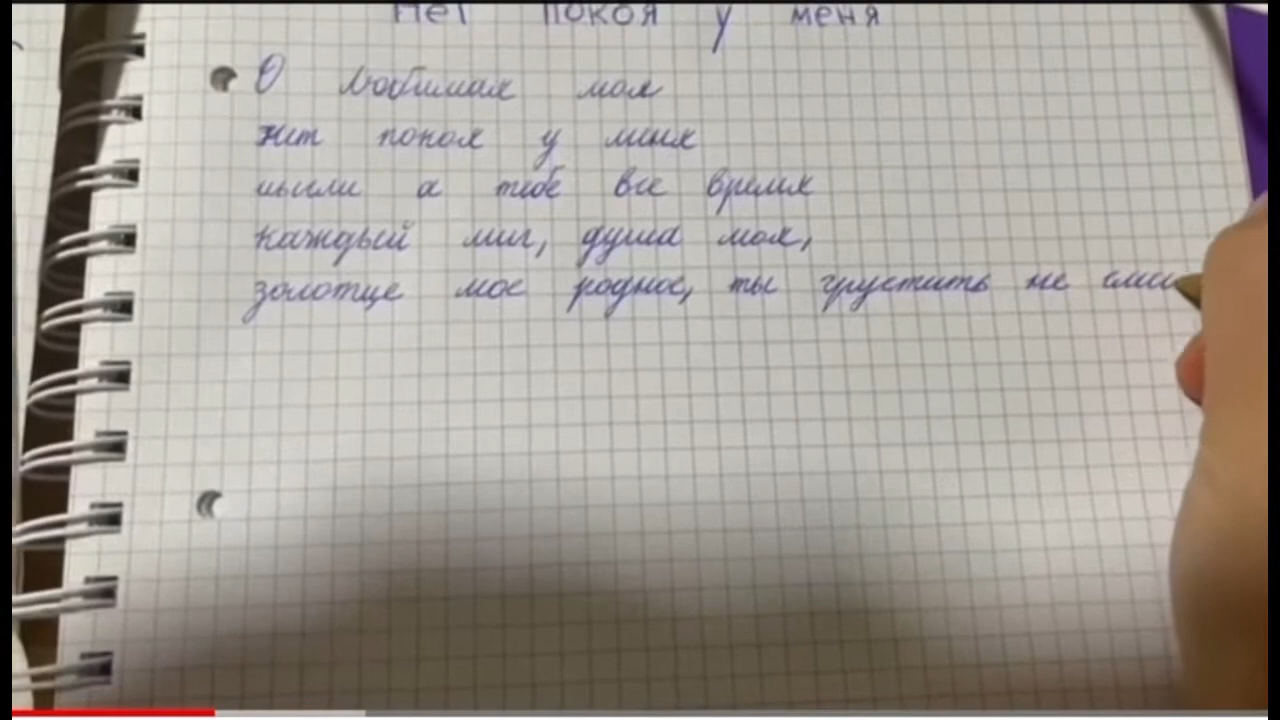 Нет покоя у меня
О любимая моя
нет покоя у меня
мысли о тебе все время
каждый миг, душа моя,
золотце мое родное, ты грустить не